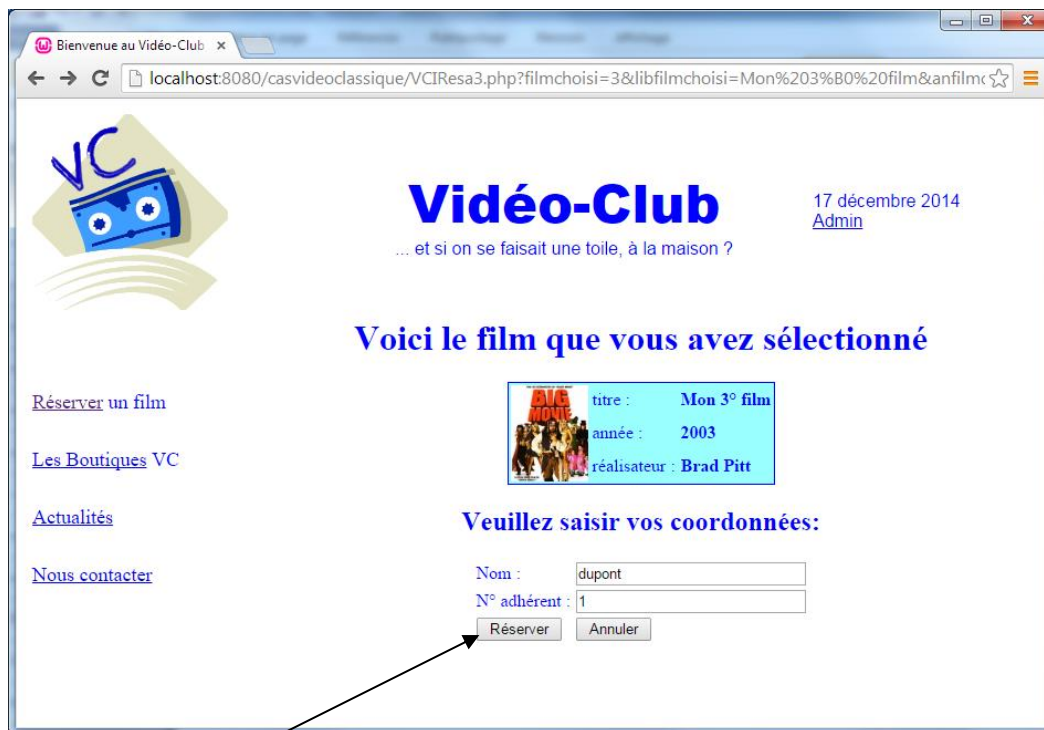 Bienvenue au Vidéo-Club
localhost:8080/casvideoclassique/VCIResa3.php?filmchoisi=3&libfilmchoisi=Mon%203%B0%20film&anfilmc
VC
Vidéo-Club
... et si on se faisait une toile, à la maison ?
17 décembre 2014
Admin
Voici le film que vous avez sélectionné
Réserver un film
Les Boutiques VC
Actualités
Nous contacter
BIG
MOVIE
titre : Mon 3° film
année : 2003
réalisateur : Brad Pitt
Veuillez saisir vos coordonnées:
Nom : dupont
N° adhérent : 1
Réserver Annuler